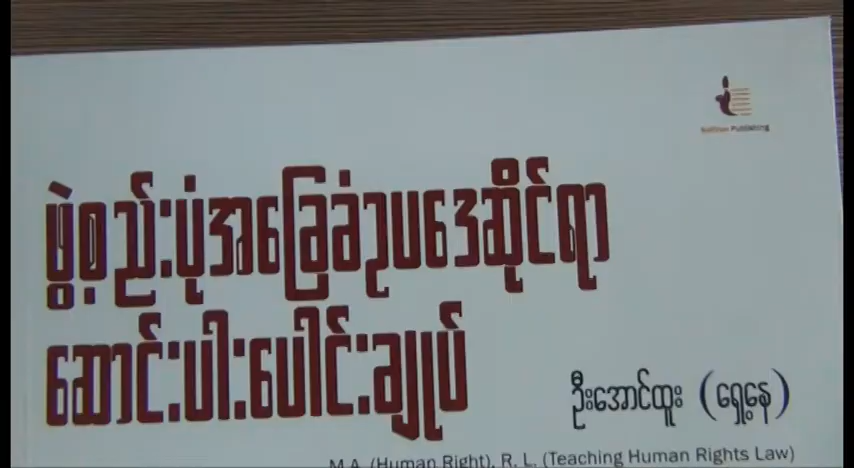 Publishing
ဖွဲ့စည်းပုံအခြေခံဥပဒေဆိုင်ရာ
ဆောင်းပါးပေါင်းချုပ်
ဦးအောင်ထူး (ရှေ့နေ)
M.A. (Human Right), R. L. (Teaching Human Rights Law)